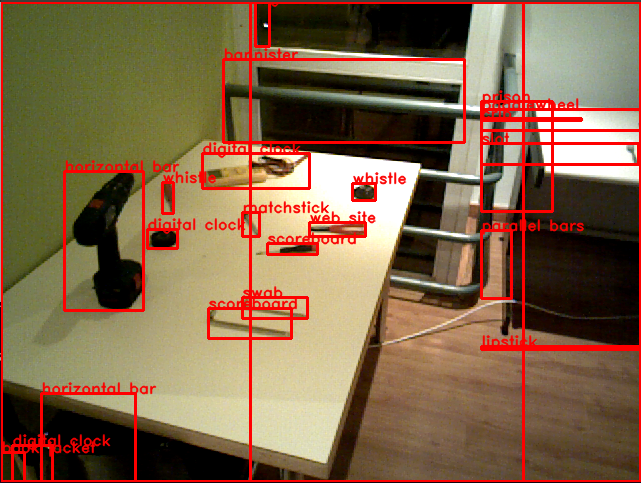 bannister
prison
paddlewheel
slot
digital clock
horizontal bar
whistle
whistle
matchstick
web site
digital clock
parallel bars
scoreboard
swab
scoreboard
lipstick
horizontal bar
digital clock
book jacket